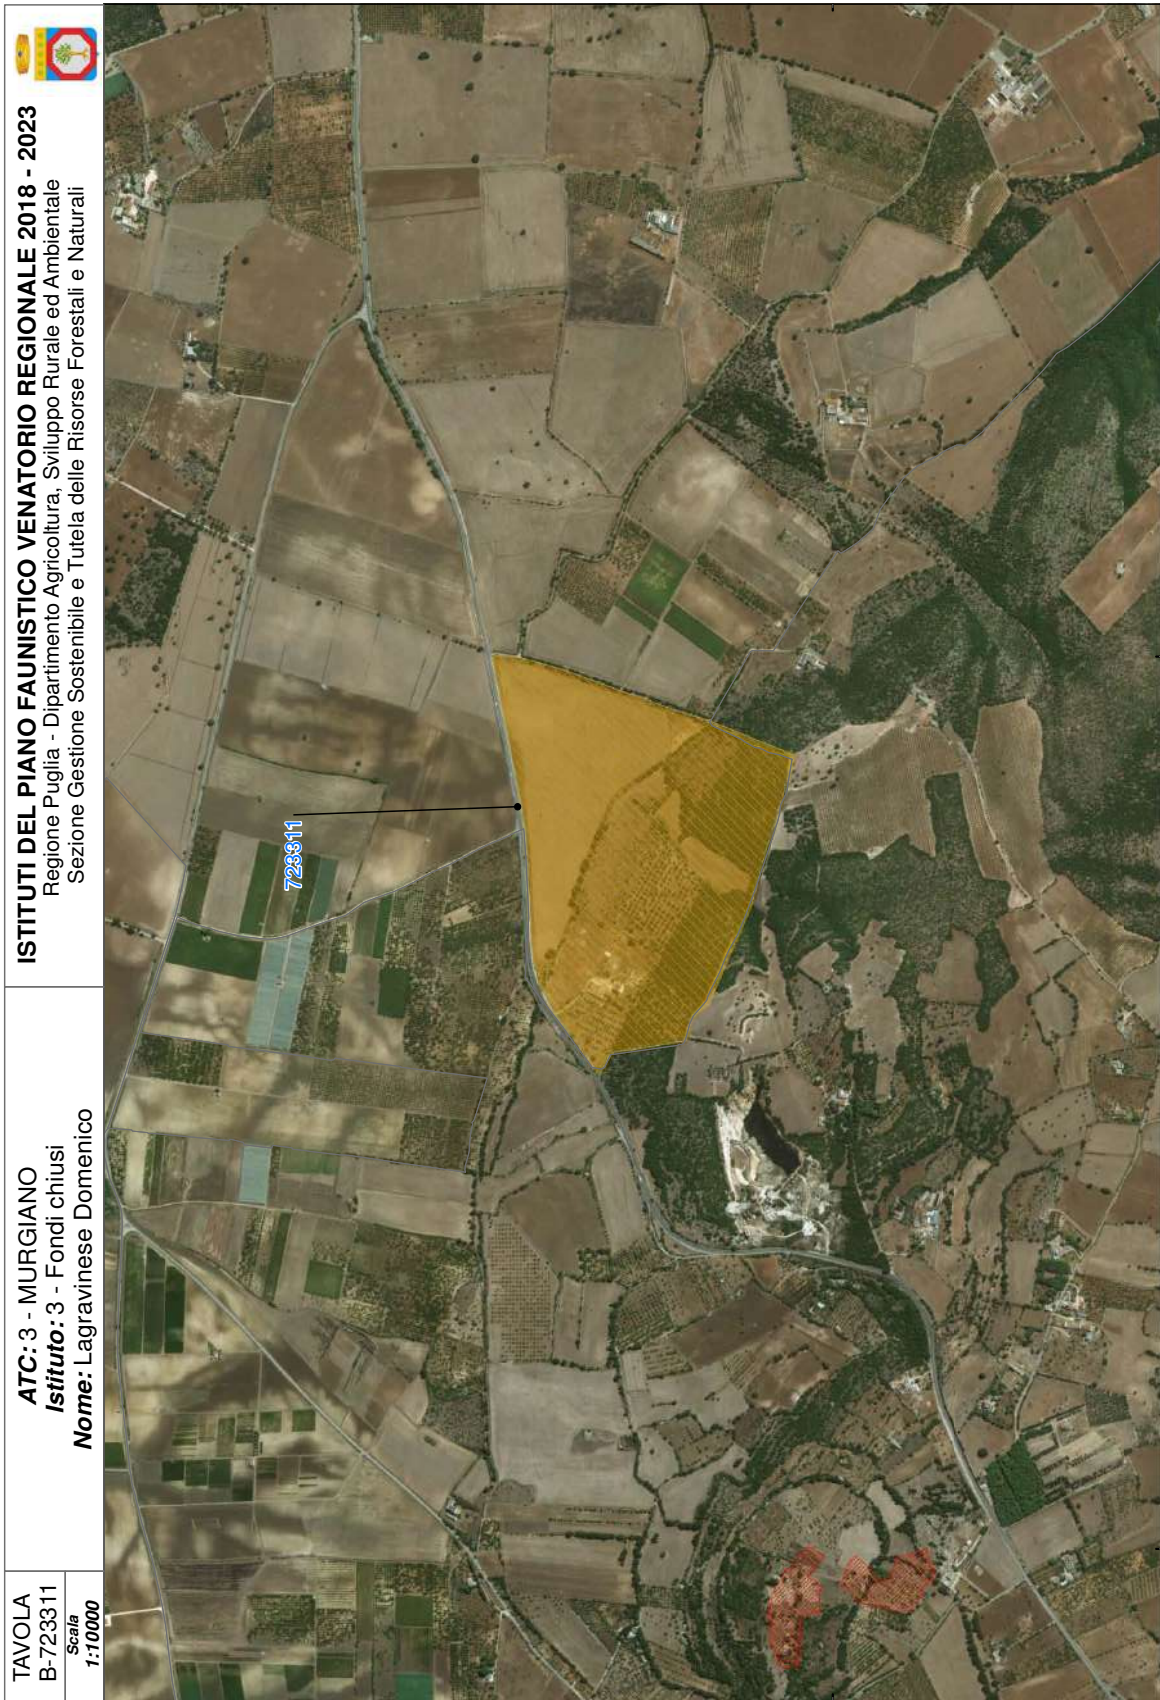 TAVOLA
B-723311
Scala
1:10000
ATC: 3 - MURGIANO
Istituto: 3 - Fondi chiusi
Nome: Lagravinese Domenico
ISTITUTI DEL PIANO FAUNISTICO VENATORIO REGIONALE 2018 - 2023
Regione Puglia - Dipartimento Agricoltura, Sviluppo Rurale ed Ambientale
Sezione Gestione Sostenibile e Tutela delle Risorse Forestali e Naturali
723311